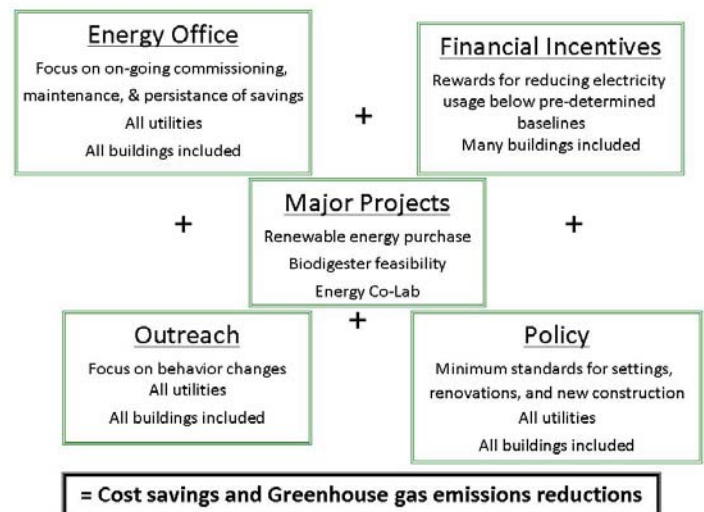 Energy Office
Focus on on-going commissioning,
maintenance, & persistance of savings
All utilities
All buildings included
+
Financial Incentives
Rewards for reducing electricity
usage below pre-determined
baselines
Many buildings included
+
Major Projects
Renewable energy purchase
Biodigester feasibility
Energy Co-Lab
+
+
Outreach
Focus on behavior changes
All utilities
All buildings included
Policy
Minimum standards for settings,
renovations, and new construction
All utilities
All buildings included
= Cost savings and Greenhouse gas emissions reductions